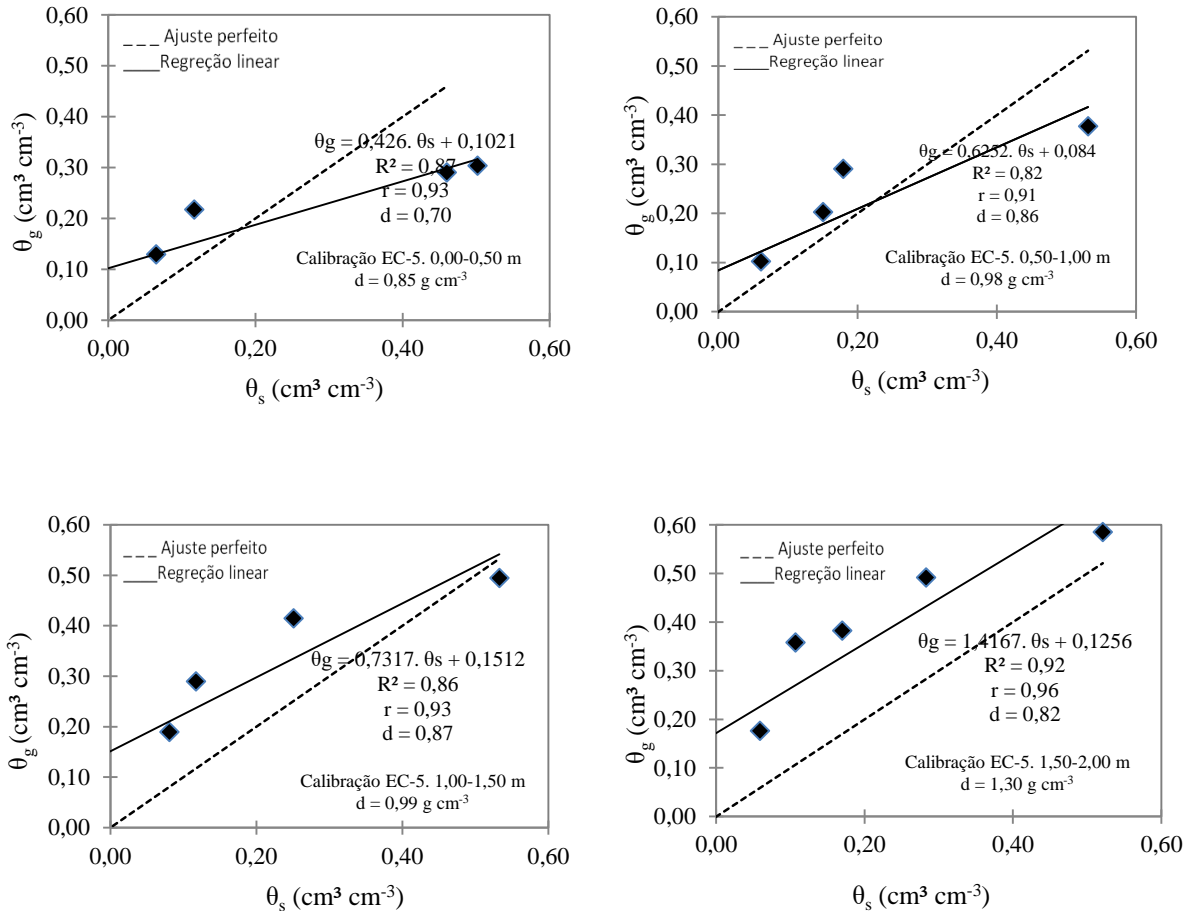 0,60
0,50
0,40
0,30
0,20
0,10
0,00
θg (cm³ cm-3)
Ajuste perfeito
Regreção linear
θg = 0,426. θs + 0,1021
R² = 0,87
r = 0,93
d = 0,70
Calibração EC-5. 0,00-0,50 m
d = 0,85 g cm-3
0,00 0,20 0,40 0,60
θs (cm³ cm-3)
0,60
0,50
0,40
0,30
0,20
0,10
0,00
θg (cm³ cm-3)
Ajuste perfeito
Regreção linear
θg = 0,6252. θs + 0,084
R² = 0,82
r = 0,91
d = 0,86
Calibração EC-5. 0,50-1,00 m
d = 0,98 g cm-3
0,00 0,20 0,40 0,60
θs (cm³ cm-3)
0,60
0,50
0,40
0,30
0,20
0,10
0,00
θg (cm³ cm-3)
Ajuste perfeito
Regreção linear
θg = 0,7317. θs + 0,1512
R² = 0,86
r = 0,93
d = 0,87
Calibração EC-5. 1,00-1,50 m
d = 0,99 g cm-3
0,00 0,20 0,40 0,60
θs (cm³ cm-3)
0,60
0,50
0,40
0,30
0,20
0,10
0,00
θg (cm³ cm-3)
Ajuste perfeito
Regreção linear
θg = 1,4167. θs + 0,1256
R² = 0,92
r = 0,96
d = 0,82
Calibração EC-5. 1,50-2,00 m
d = 1,30 g cm-3
0,00 0,20 0,40 0,60
θs (cm³ cm-3)